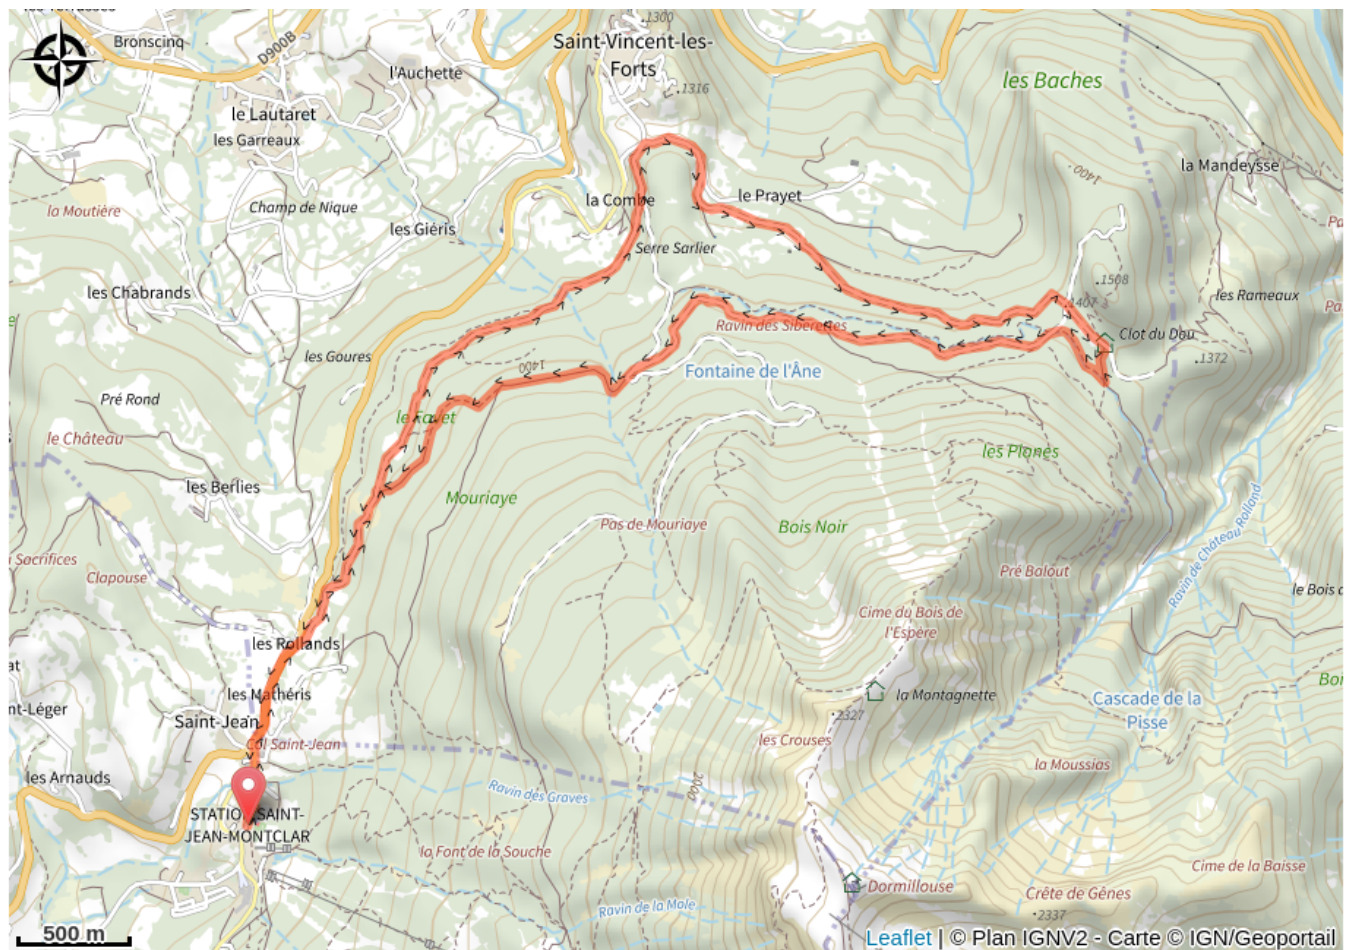 Bronscinq
D900B
1300
Saint-Vincent-les-
Forts
l'Auchette
les Baches
1316
le Lautaret
les Garreaux
la Mandeysse
1400
la Combe
le Prayet
la Moutière
Champ de Nique
les Giéris
Serre Sarlier
les Chabrands
1508
les Rameaux
1407
Ravin des Siberettes
Clot du Dou
les Goures
1372
1400
Fontaine de l'Âne
Pré Rond
le Château
le Fayet
les Planes
les Berlies
Mouriaye
Pas de Mouriaye
Bois Noir
Ravin de Château Rolland
Sacrifices
Clapouse
Pré Balout
le Bois d
Cime du Bois de
l'Espère
les Rollands
les Mathéris
la Montagnette
Cascade de la
Pisse
nt-Léger
Saint-Jean
2327
Col Saint-Jean
les Crouses
la Moussias
les Arnauds
2000
Ravin des Graves
STATION SAINT-
JEAN-MONTCLAR
la Font de la Souche
Cime de la Baisse
Dormillouse
Crête de Gênes
Ravin de la Mole
2337
500 m
Leaflet | © Plan IGNV2 - Carte © IGN/Geoportail